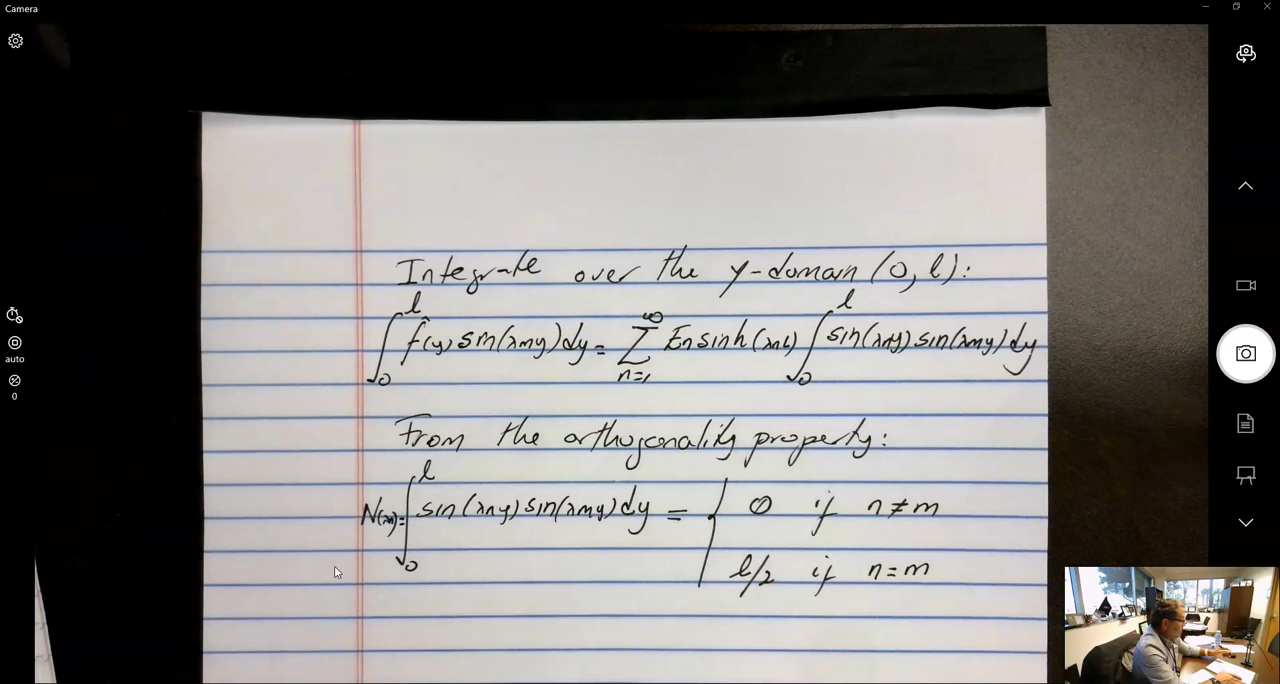 Camera
auto
0
Integrate over the y-domain (0, l):
∫₀ˡ f̂(y) sin(λmy)dy = Σₙ₌₁^∞ En sinh(λnL) ∫₀ˡ sin(λny) sin(λmy) dy
From the orthogonality property:
N(λn) = ∫₀ˡ sin(λny) sin(λmy) dy = { 0 if n ≠ m
l/2 if n = m